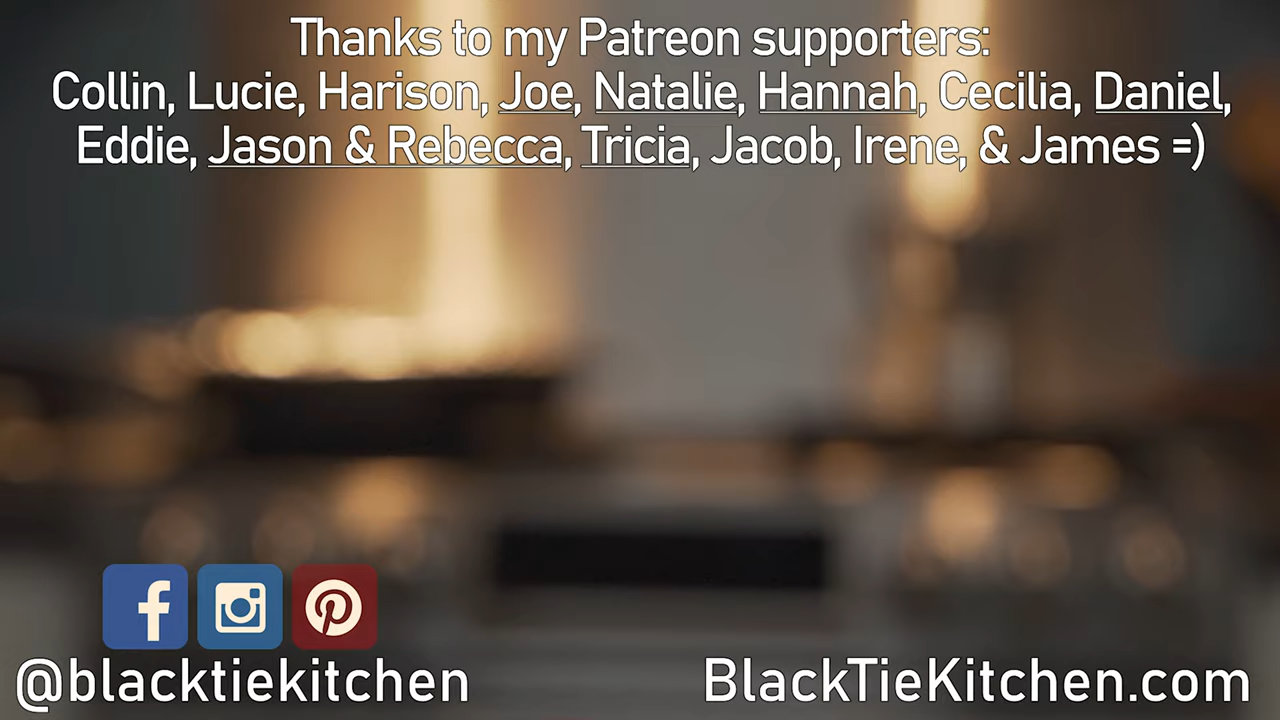 Thanks to my Patreon supporters:
Collin, Lucie, Harison, Joe, Natalie, Hannah, Cecilia, Daniel,
Eddie, Jason & Rebecca, Tricia, Jacob, Irene, & James =)
@blacktiekitchen
BlackTieKitchen.com